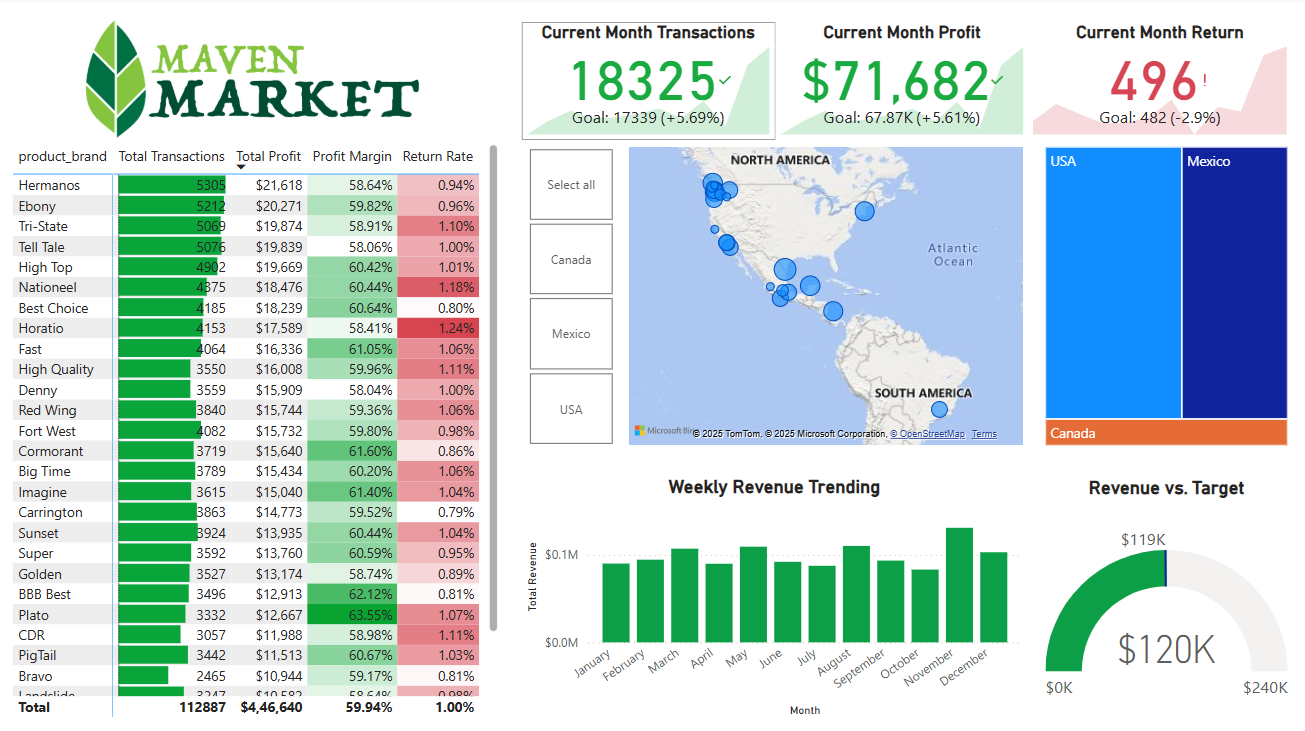 MAVEN
MARKET
Current Month Transactions
18325
Goal: 17339 (+5.69%)
Current Month Profit
$71,682
Goal: 67.87K (+5.61%)
Current Month Return
496!
Goal: 482 (-2.9%)
product_brand Total Transactions Total Profit Profit Margin Return Rate
Hermanos 5305 $21,618 58.64% 0.94%
Ebony 5212 $20,271 59.82% 0.96%
Tri-State 5069 $19,874 58.91% 1.10%
Tell Tale 5076 $19,839 58.06% 1.00%
High Top 4902 $19,669 60.42% 1.01%
Nationeel 4375 $18,476 60.44% 1.18%
Best Choice 4185 $18,239 60.64% 0.80%
Horatio 4153 $17,589 58.41% 1.24%
Fast 4064 $16,336 61.05% 1.06%
High Quality 3550 $16,008 59.96% 1.11%
Denny 3559 $15,909 58.04% 1.00%
Red Wing 3840 $15,744 59.36% 1.06%
Fort West 4082 $15,732 59.80% 0.98%
Cormorant 3719 $15,640 61.60% 0.86%
Big Time 3789 $15,434 60.20% 1.06%
Imagine 3615 $15,040 61.40% 1.04%
Carrington 3863 $14,773 59.52% 0.79%
Sunset 3924 $13,935 60.44% 1.04%
Super 3592 $13,760 60.59% 0.95%
Golden 3527 $13,174 58.74% 0.89%
BBB Best 3496 $12,913 62.12% 0.81%
Plato 3332 $12,667 63.55% 1.07%
CDR 3057 $11,988 58.98% 1.11%
PigTail 3442 $11,513 60.67% 1.03%
Bravo 2465 $10,944 59.17% 0.81%
Landslide 3247 $10,582 58.64% 0.98%
Total 112887 $4,46,640 59.94% 1.00%
Select all
Canada
Mexico
USA
NORTH AMERICA
Atlantic
Ocean
SOUTH AMERICA
Microsoft Bing
© 2025 TomTom, © 2025 Microsoft Corporation, © OpenStreetMap Terms
USA
Mexico
Canada
Weekly Revenue Trending
Total Revenue
$0.1M
$0.0M
January
February
March
April
May
June
July
August
September
October
November
December
Month
Revenue vs. Target
$119K
$120K
$0K
$240K